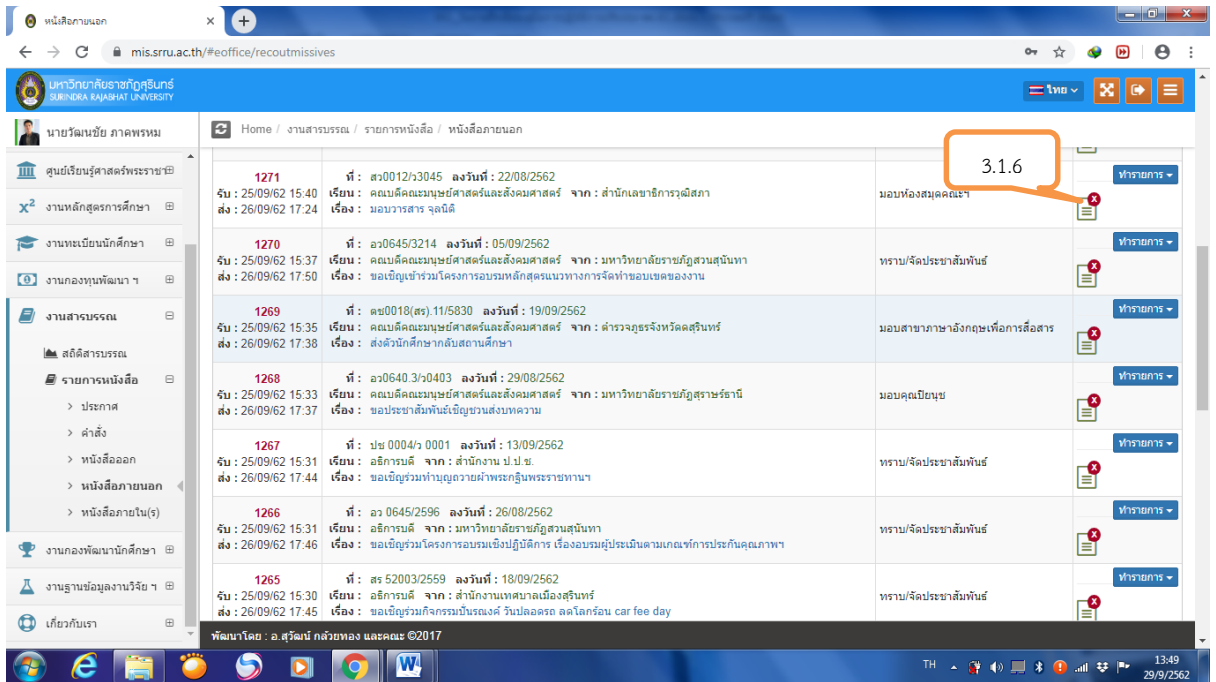 หนังสือภายนอก
mis.srru.ac.th/#eoffice/recoutmissives
มหาวิทยาลัยราชภัฏสุรินทร์
SURINDRA RAJABHAT UNIVERSITY
ไทย
นายวัฒนชัย ภาคพรหม
Home / งานสารบรรณ / รายการหนังสือ / หนังสือภายนอก
3.1.6
ศูนย์เรียนรู้ศาสตร์พระราชา
งานหลักสูตรการศึกษา
งานทะเบียนนักศึกษา
งานกองทุนพัฒนา ฯ
งานสารบรรณ
สถิติสารบรรณ
รายการหนังสือ
> ประกาศ
> คำสั่ง
> หนังสือออก
> หนังสือภายนอก
> หนังสือภายใน(ร)
งานกองพัฒนานักศึกษา
งานฐานข้อมูลงานวิจัย ฯ
เกี่ยวกับเรา
1271 ที่ : สว0012/ว3045 ลงวันที่ : 22/08/2562 ทำรายการ
รับ : 25/09/62 15:40 เรียน : คณบดีคณะมนุษย์ศาสตร์และสังคมศาสตร์ จาก : สำนักเลขาธิการวุฒิสภา มอบห้องสมุดคณะฯ
ส่ง : 26/09/62 17:24 เรื่อง : มอบวารสาร จุลนิติ
1270 ที่ : อว0645/3214 ลงวันที่ : 05/09/2562 ทำรายการ
รับ : 25/09/62 15:37 เรียน : คณบดีคณะมนุษย์ศาสตร์และสังคมศาสตร์ จาก : มหาวิทยาลัยราชภัฏสวนสุนันทา ทราบ/จัดประชาสัมพันธ์
ส่ง : 26/09/62 17:50 เรื่อง : ขอเชิญเข้าร่วมโครงการอบรมหลักสูตรแนวทางการจัดทำขอบเขตของงาน
1269 ที่ : ตช0018(สร).11/5830 ลงวันที่ : 19/09/2562 ทำรายการ
รับ : 25/09/62 15:35 เรียน : คณบดีคณะมนุษย์ศาสตร์และสังคมศาสตร์ จาก : ตำรวจภูธรจังหวัดดสุรินทร์ มอบสาขาภาษาอังกฤษเพื่อการสื่อสาร
ส่ง : 26/09/62 17:38 เรื่อง : ส่งตัวนักศึกษากลับสถานศึกษา
1268 ที่ : อว0640.3/ว0403 ลงวันที่ : 29/08/2562 ทำรายการ
รับ : 25/09/62 15:33 เรียน : คณบดีคณะมนุษย์ศาสตร์และสังคมศาสตร์ จาก : มหาวิทยาลัยราชภัฏสุราษร์ธานี มอบคุณปิยนุช
ส่ง : 26/09/62 17:37 เรื่อง : ขอประชาสัมพันธ์เชิญชวนส่งบทความ
1267 ที่ : ปช 0004/ว 0001 ลงวันที่ : 13/09/2562 ทำรายการ
รับ : 25/09/62 15:31 เรียน : อธิการบดี จาก : สำนักงาน ป.ป.ช. ทราบ/จัดประชาสัมพันธ์
ส่ง : 26/09/62 17:44 เรื่อง : ขอเชิญร่วมทำบุญถวายผ้าพระกฐินพระราชทานฯ
1266 ที่ : อว 0645/2596 ลงวันที่ : 26/08/2562 ทำรายการ
รับ : 25/09/62 15:31 เรียน : อธิการบดี จาก : มหาวิทยาลัยราชภัฏสวนสุนันทา ทราบ/จัดประชาสัมพันธ์
ส่ง : 26/09/62 17:46 เรื่อง : ขอเชิญร่วมโครงการอบรมเชิงปฏิบัติการ เรื่องอบรมผู้ประเมินตามเกณฑ์การประกันคุณภาพฯ
1265 ที่ : สร 52003/2559 ลงวันที่ : 18/09/2562 ทำรายการ
รับ : 25/09/62 15:30 เรียน : อธิการบดี จาก : สำนักงานเทศบาลเมืองสุรินทร์ ทราบ/จัดประชาสัมพันธ์
ส่ง : 26/09/62 17:45 เรื่อง : ขอเชิญร่วมกิจกรรมปั่นรณงค์ วันปลอดรถ ลดโลกร้อน car fee day
พัฒนาโดย : อ.สุวัฒน์ กล้วยทอง และคณะ ©2017
TH
13:49
29/9/2562